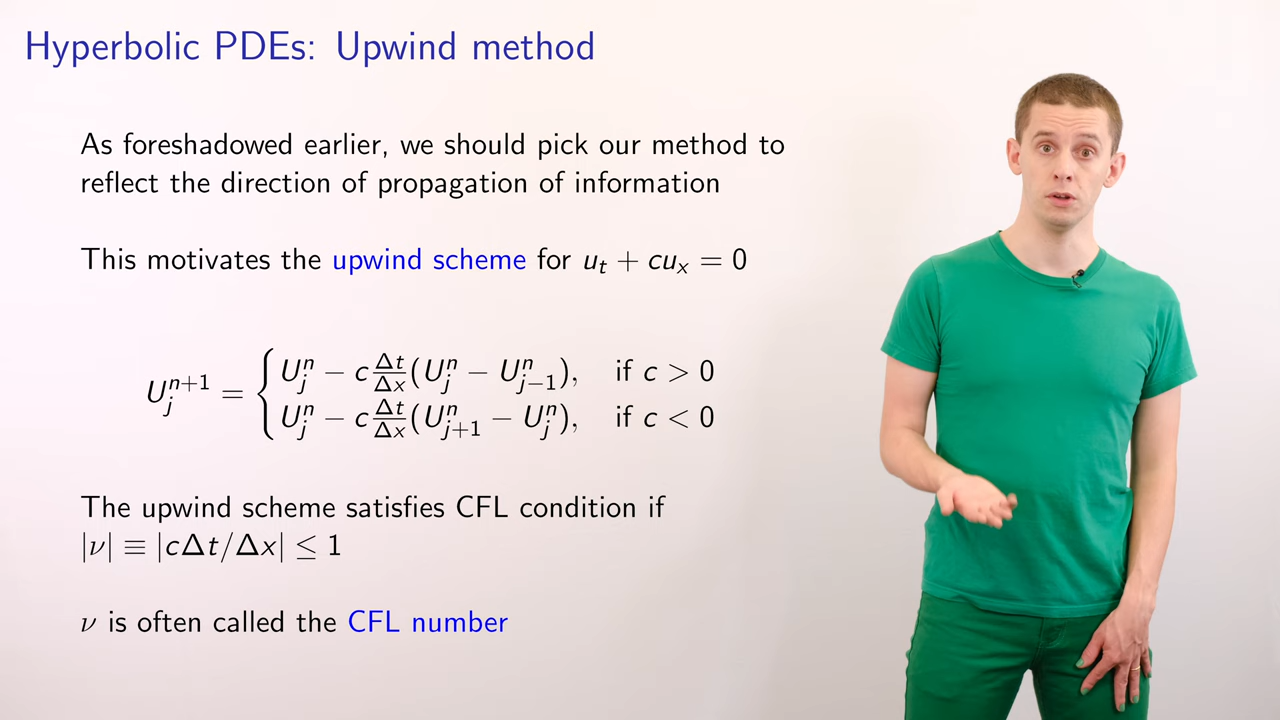 Hyperbolic PDEs: Upwind method
As foreshadowed earlier, we should pick our method to
reflect the direction of propagation of information
This motivates the upwind scheme for uₜ + cuₓ = 0
U_j^{n+1} = { U_j^n − c Δt/Δx (U_j^n − U_{j−1}^n), if c > 0
U_j^n − c Δt/Δx (U_{j+1}^n − U_j^n), if c < 0
The upwind scheme satisfies CFL condition if
|ν| ≡ |cΔt/Δx| ≤ 1
ν is often called the CFL number